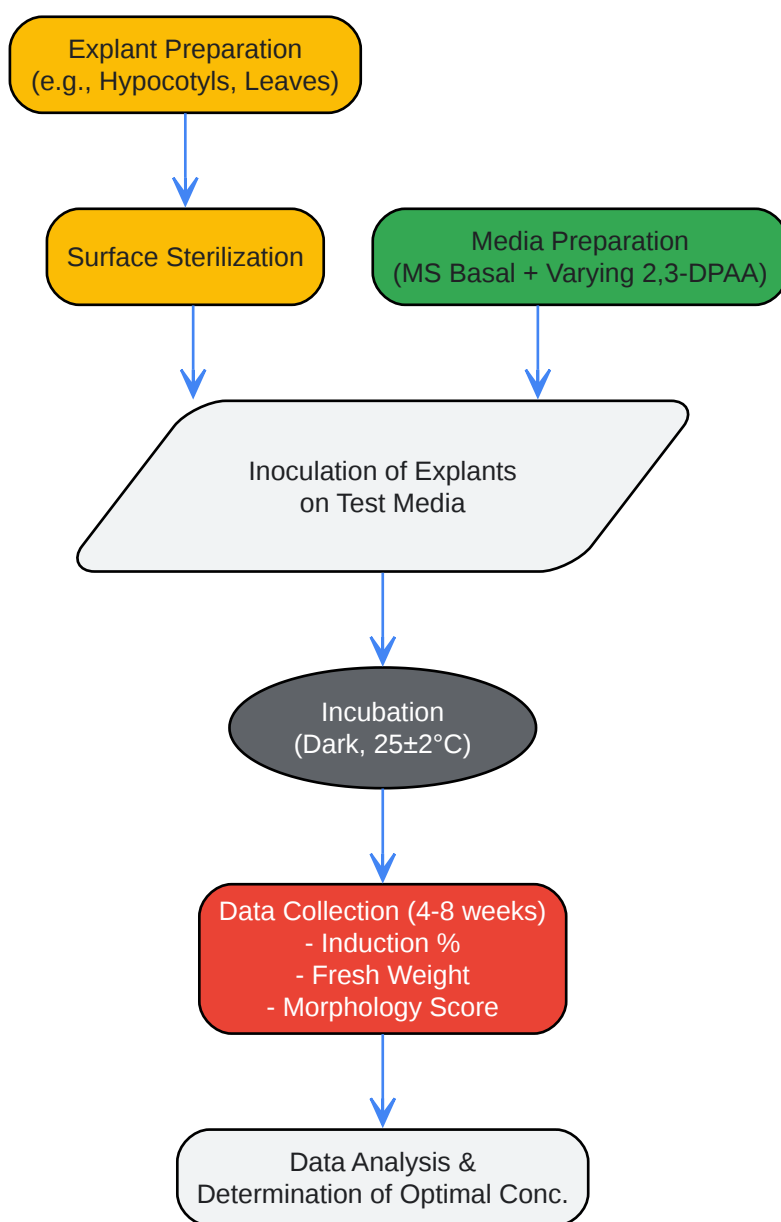 Explant Preparation
(e.g., Hypocotyls, Leaves)
Surface Sterilization
Media Preparation
(MS Basal + Varying 2,3-DPAA)
Inoculation of Explants
on Test Media
Incubation
(Dark, 25±2°C)
Data Collection (4-8 weeks)
- Induction %
- Fresh Weight
- Morphology Score
Data Analysis &
Determination of Optimal Conc.